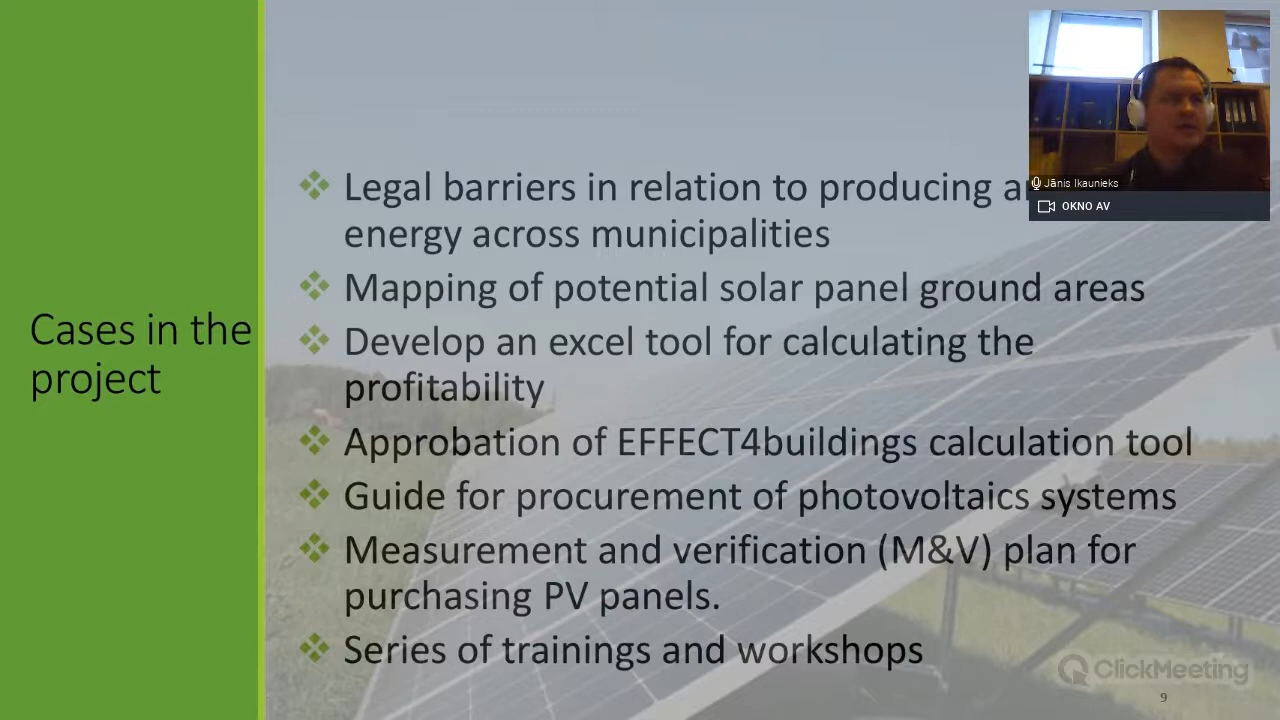 Cases in the
project
Legal barriers in relation to producing
energy across municipalities
Mapping of potential solar panel ground areas
Develop an excel tool for calculating the
profitability
Approbation of EFFECT4buildings calculation tool
Guide for procurement of photovoltaics systems
Measurement and verification (M&V) plan for
purchasing PV panels.
Series of trainings and workshops
Jānis Ikaunieks
OKNO AV
ClickMeeting
9